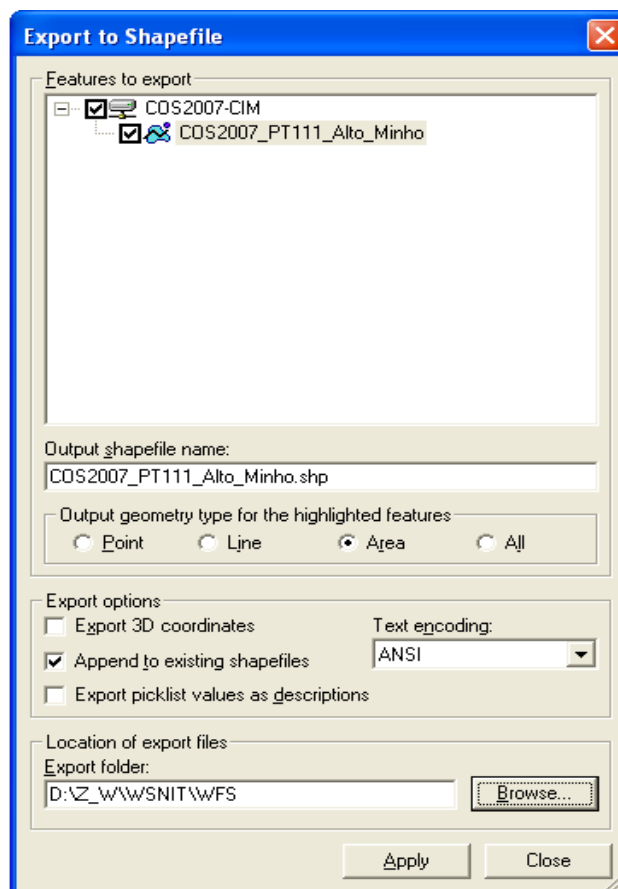 Export to Shapefile
Features to export
COS2007-CIM
COS2007_PT111_Alto_Minho
Output shapefile name:
COS2007_PT111_Alto_Minho.shp
Output geometry type for the highlighted features
Point Line Area All
Export options
Export 3D coordinates
Text encoding:
ANSI
Append to existing shapefiles
Export picklist values as descriptions
Location of export files
Export folder:
D:\Z_W\WSNIT\WFS
Browse...
Apply Close